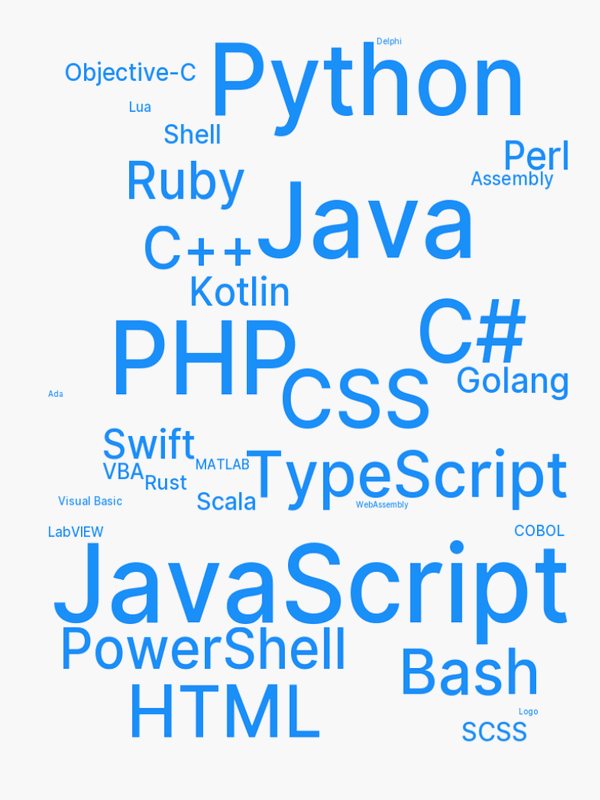 Delphi
Python
Objective-C
Lua
Shell
Perl
Ruby
Assembly
Java
C++
Kotlin
C#
PHP
Golang
CSS
Ada
Swift
MATLAB
VBA
TypeScript
Rust
Visual Basic
Scala
WebAssembly
LabVIEW
COBOL
JavaScript
PowerShell
Bash
HTML
Logo
SCSS